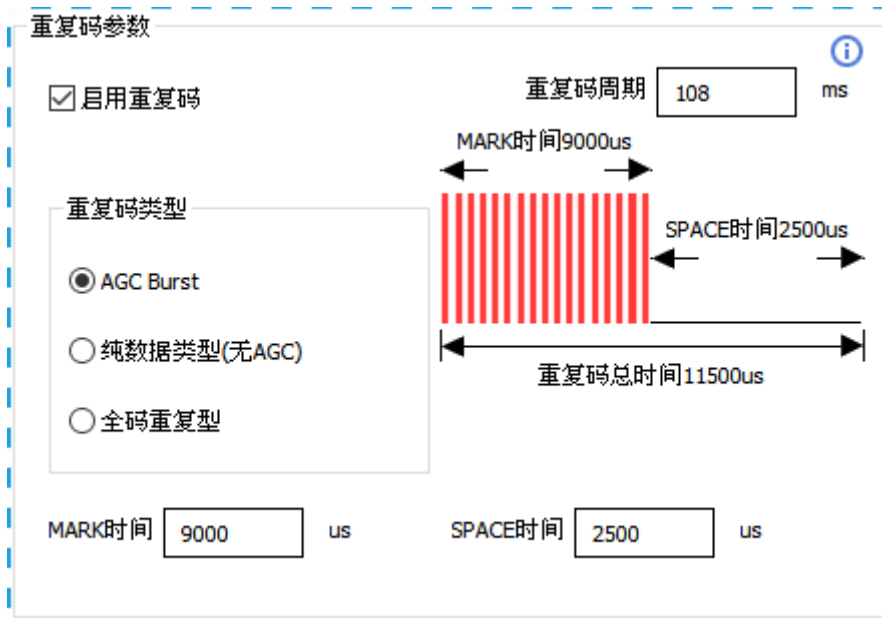 重复码参数
启用重复码
重复码周期 108 ms
MARK时间9000us
重复码类型
SPACE时间2500us
AGC Burst
纯数据类型(无AGC)
重复码总时间11500us
全码重复型
MARK时间 9000 us SPACE时间 2500 us